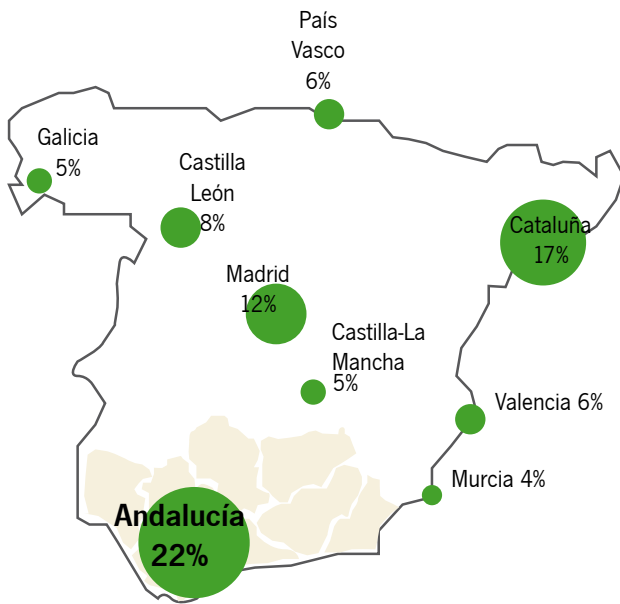 País
Vasco
6%
Galicia
5%
Castilla
León
8%
Cataluña
17%
Madrid
12%
Castilla-La
Mancha
5%
Valencia 6%
Murcia 4%
Andalucía
22%